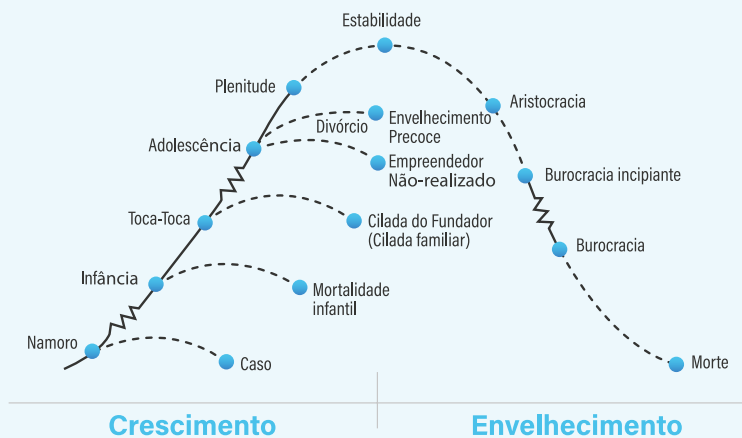 Estabilidade
Plenitude
Aristocracia
Divórcio
Envelhecimento
Precoce
Adolescência
Empreendedor
Não-realizado
Burocracia incipiante
Toca-Toca
Cilada do Fundador
(Cilada familiar)
Burocracia
Infância
Mortalidade
infantil
Namoro
Caso
Morte
Crescimento
Envelhecimento